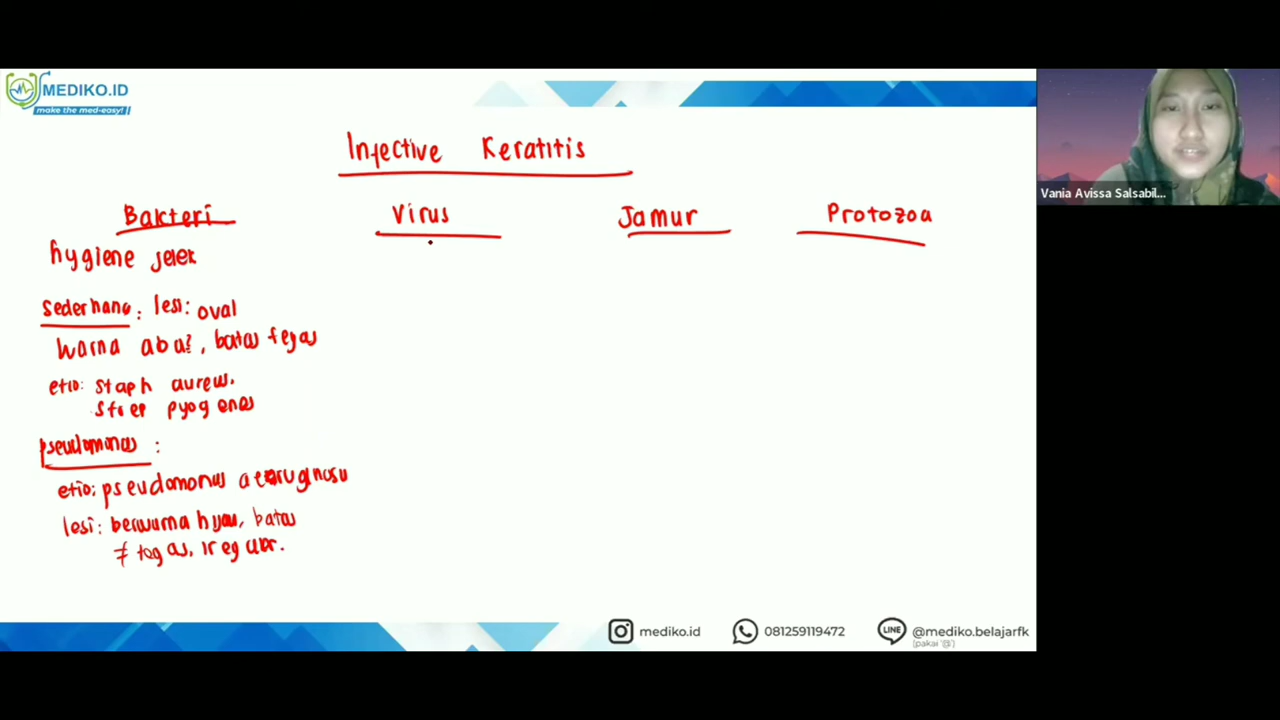 MEDIKO.ID
make the med-easy!
Infective Keratitis
Bakteri
hygiene jelek
Sederhana : lesi: oval
warna abu², batas tegas
etio: staph aureus,
strep pyogenes
pseudomonas :
etio: pseudomonas aeruginosa
lesi: berwarna hijau, batas
≠ tegas, iregular.
Virus
Jamur
Protozoa
Vania Avissa Salsabil...
mediko.id
081259119472
@mediko.belajarfk
(pakai '@')